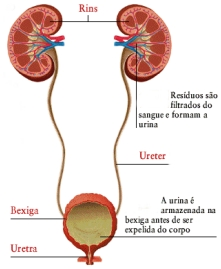 Rins
Resíduos são
filtrados do
sangue e formam a
urina
Ureter
A urina é
armazenada na
bexiga antes de ser
expelida do corpo
Bexiga
Uretra